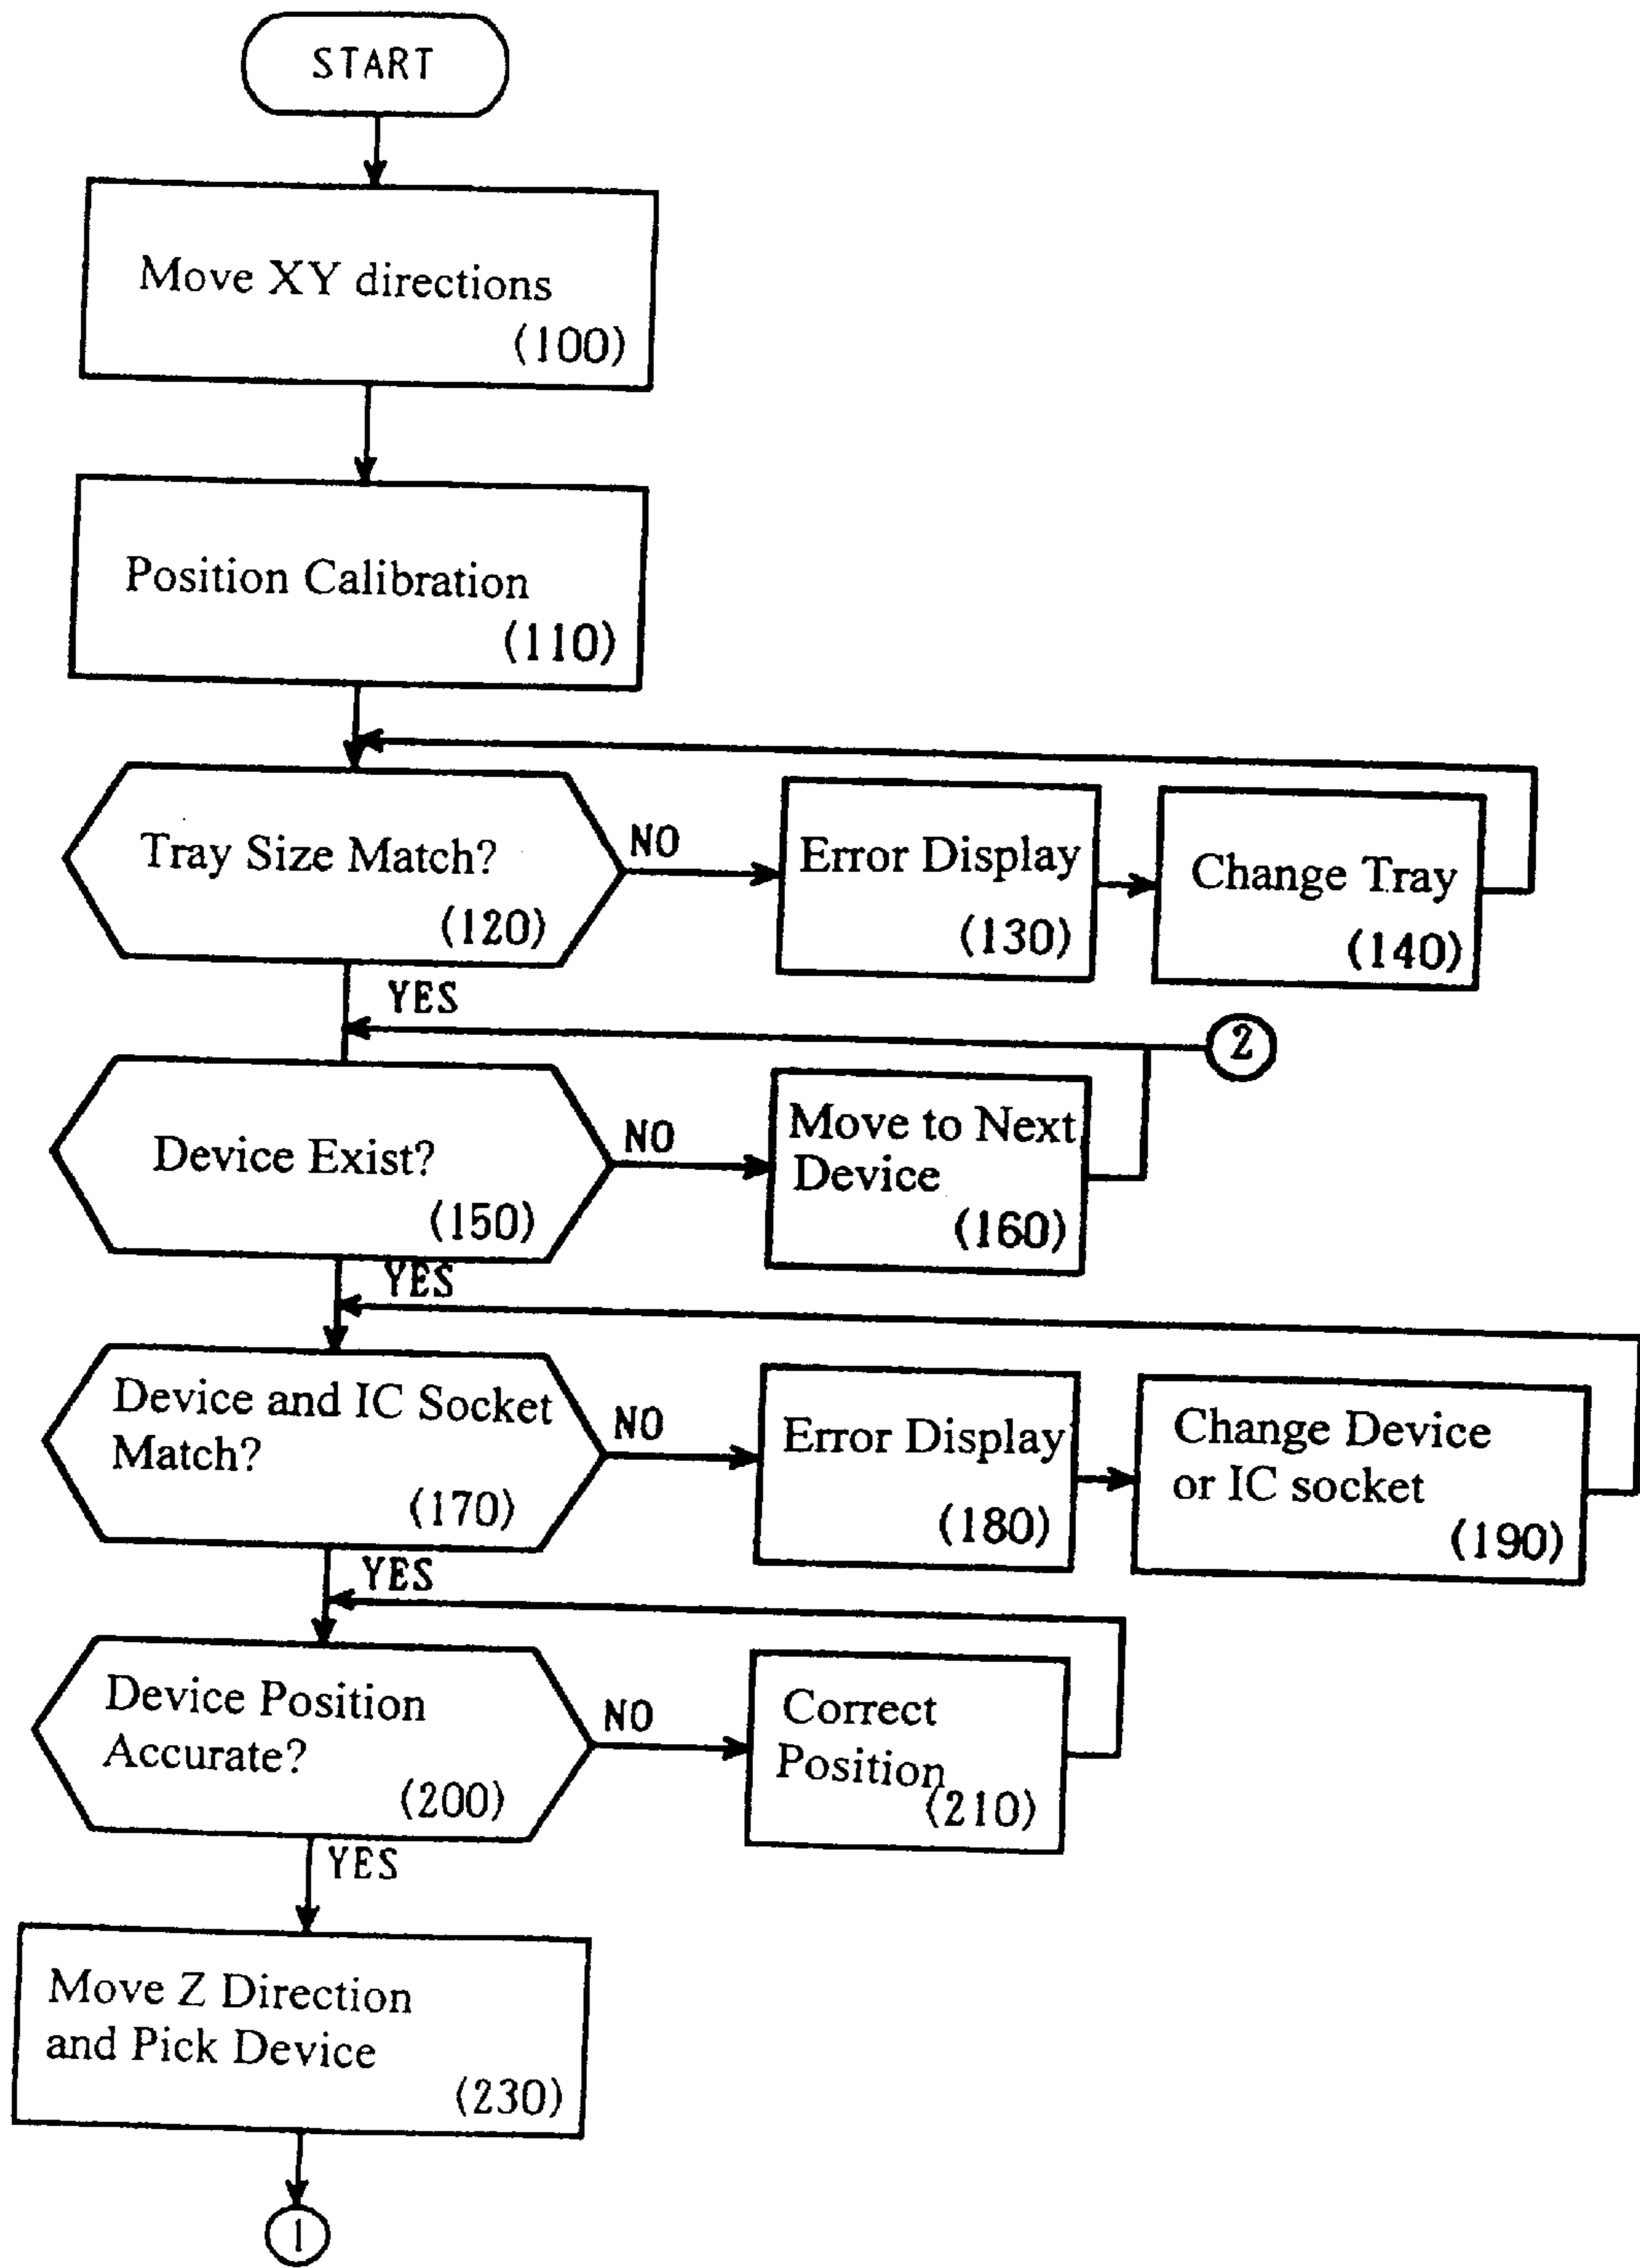 START
Move XY directions
(100)
Position Calibration
(110)
Tray Size Match?
(120)
NO
Error Display
(130)
Change Tray
(140)
YES
2
Device Exist?
(150)
NO
Move to Next
Device
(160)
YES
Device and IC Socket
Match?
(170)
NO
Error Display
(180)
Change Device
or IC socket
(190)
YES
Device Position
Accurate?
(200)
NO
Correct
Position
(210)
YES
Move Z Direction
and Pick Device
(230)
1